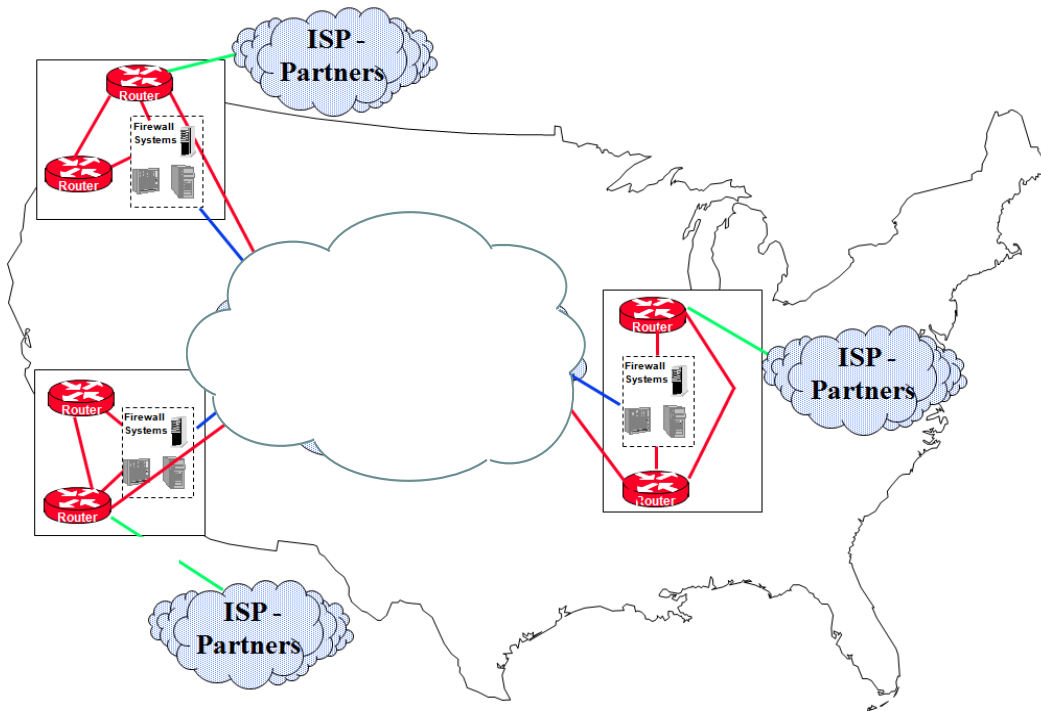 ISP -
Partners
Router
Firewall
Systems
Router
Router
ISP -
Partners
Firewall
Systems
Router
Firewall
Systems
Router
Router
ISP -
Partners